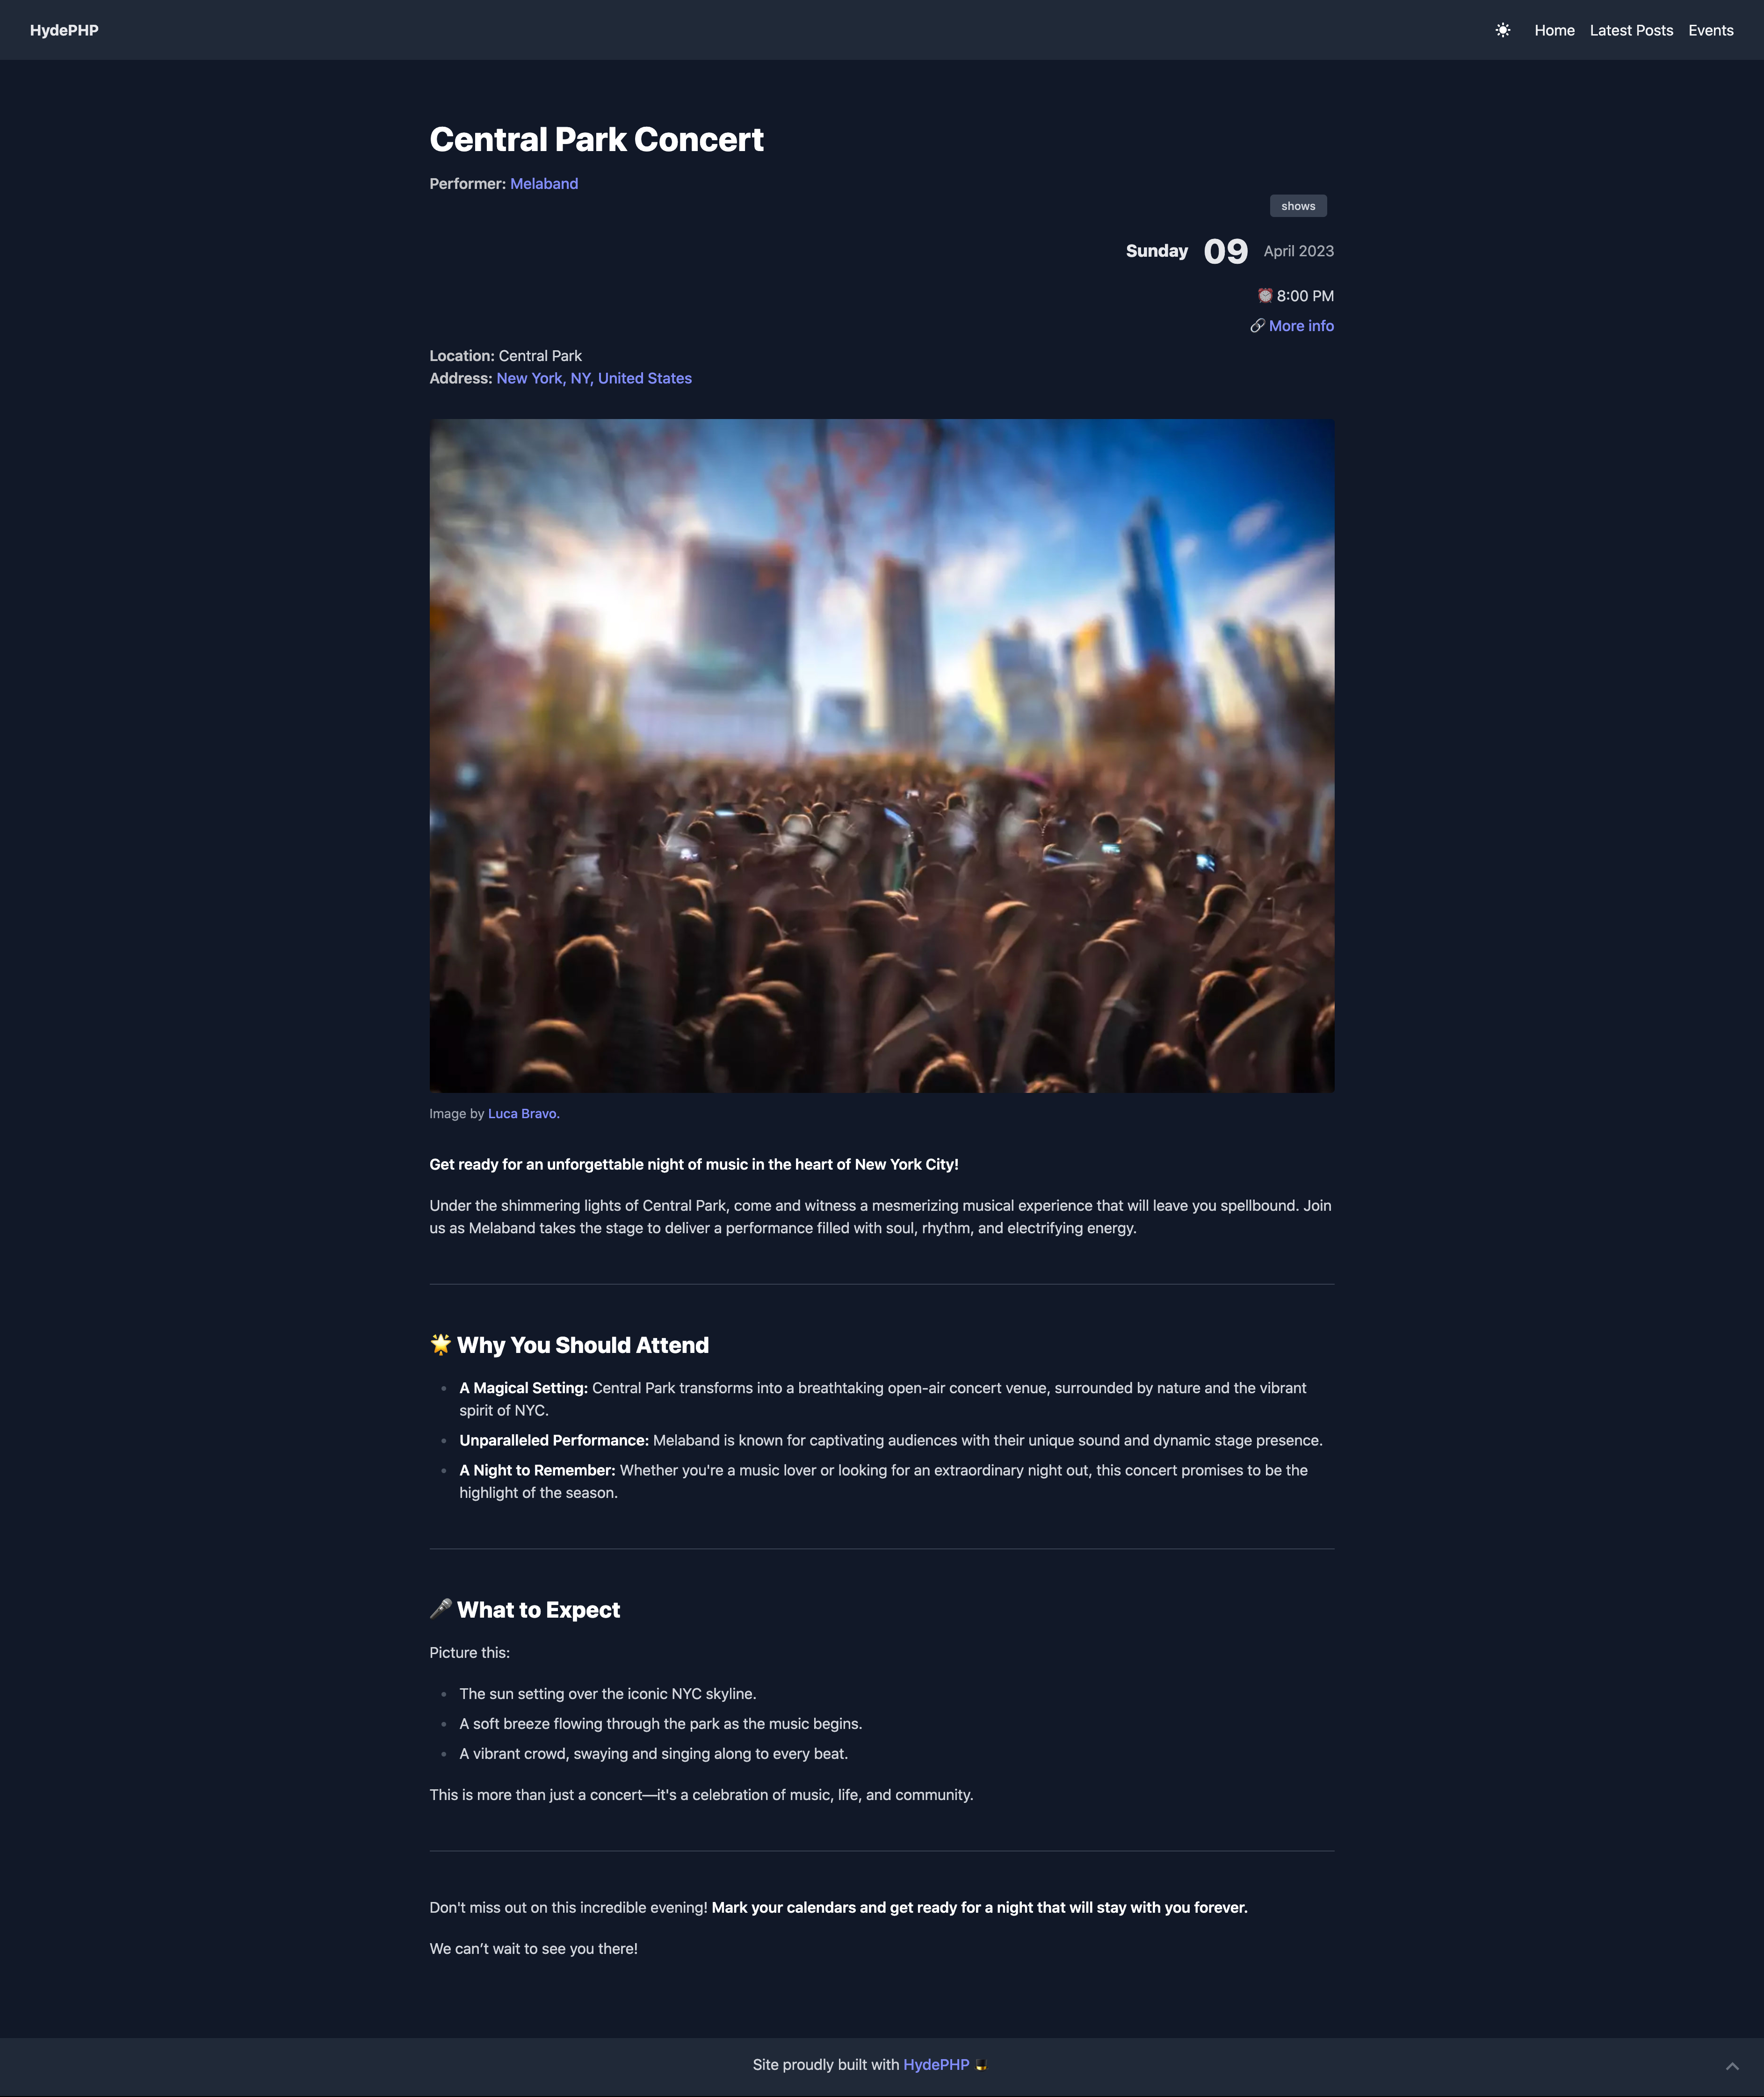 HydePHP
Home Latest Posts Events
Central Park Concert
Performer: Melaband
shows
Sunday 09 April 2023
⏰ 8:00 PM
🔗 More info
Location: Central Park
Address: New York, NY, United States
Image by Luca Bravo.
Get ready for an unforgettable night of music in the heart of New York City!
Under the shimmering lights of Central Park, come and witness a mesmerizing musical experience that will leave you spellbound. Join
us as Melaband takes the stage to deliver a performance filled with soul, rhythm, and electrifying energy.
🌟 Why You Should Attend
• A Magical Setting: Central Park transforms into a breathtaking open-air concert venue, surrounded by nature and the vibrant
spirit of NYC.
• Unparalleled Performance: Melaband is known for captivating audiences with their unique sound and dynamic stage presence.
• A Night to Remember: Whether you're a music lover or looking for an extraordinary night out, this concert promises to be the
highlight of the season.
🎤 What to Expect
Picture this:
• The sun setting over the iconic NYC skyline.
• A soft breeze flowing through the park as the music begins.
• A vibrant crowd, swaying and singing along to every beat.
This is more than just a concert—it's a celebration of music, life, and community.
Don't miss out on this incredible evening! Mark your calendars and get ready for a night that will stay with you forever.
We can’t wait to see you there!
Site proudly built with HydePHP 🎩